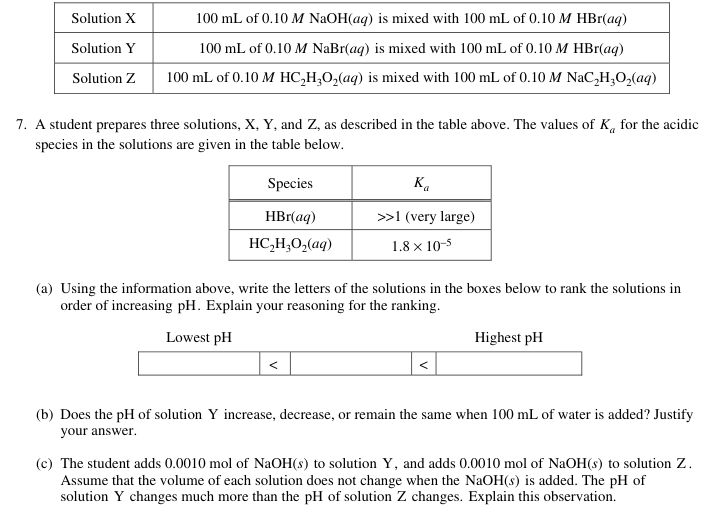 Solution X 100 mL of 0.10 M NaOH(aq) is mixed with 100 mL of 0.10 M HBr(aq)
Solution Y 100 mL of 0.10 M NaBr(aq) is mixed with 100 mL of 0.10 M HBr(aq)
Solution Z 100 mL of 0.10 M HC₂H₃O₂(aq) is mixed with 100 mL of 0.10 M NaC₂H₃O₂(aq)
7. A student prepares three solutions, X, Y, and Z, as described in the table above. The values of Kₐ for the acidic
species in the solutions are given in the table below.
Species Kₐ
HBr(aq) >>1 (very large)
HC₂H₃O₂(aq) 1.8 × 10⁻⁵
(a) Using the information above, write the letters of the solutions in the boxes below to rank the solutions in
order of increasing pH. Explain your reasoning for the ranking.
Lowest pH Highest pH
< <
(b) Does the pH of solution Y increase, decrease, or remain the same when 100 mL of water is added? Justify
your answer.
(c) The student adds 0.0010 mol of NaOH(s) to solution Y, and adds 0.0010 mol of NaOH(s) to solution Z.
Assume that the volume of each solution does not change when the NaOH(s) is added. The pH of
solution Y changes much more than the pH of solution Z changes. Explain this observation.